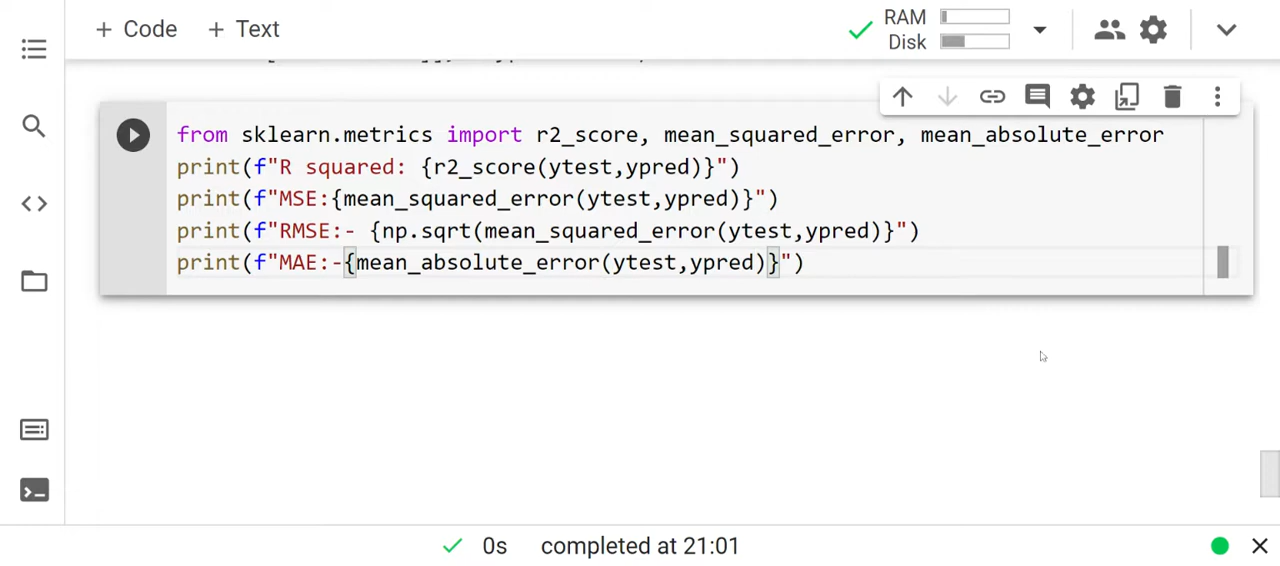 + Code + Text
RAM
Disk
from sklearn.metrics import r2_score, mean_squared_error, mean_absolute_error
print(f"R squared: {r2_score(ytest,ypred)}")
print(f"MSE:{mean_squared_error(ytest,ypred)}")
print(f"RMSE:- {np.sqrt(mean_squared_error(ytest,ypred)}")
print(f"MAE:-{mean_absolute_error(ytest,ypred)}")
0s completed at 21:01